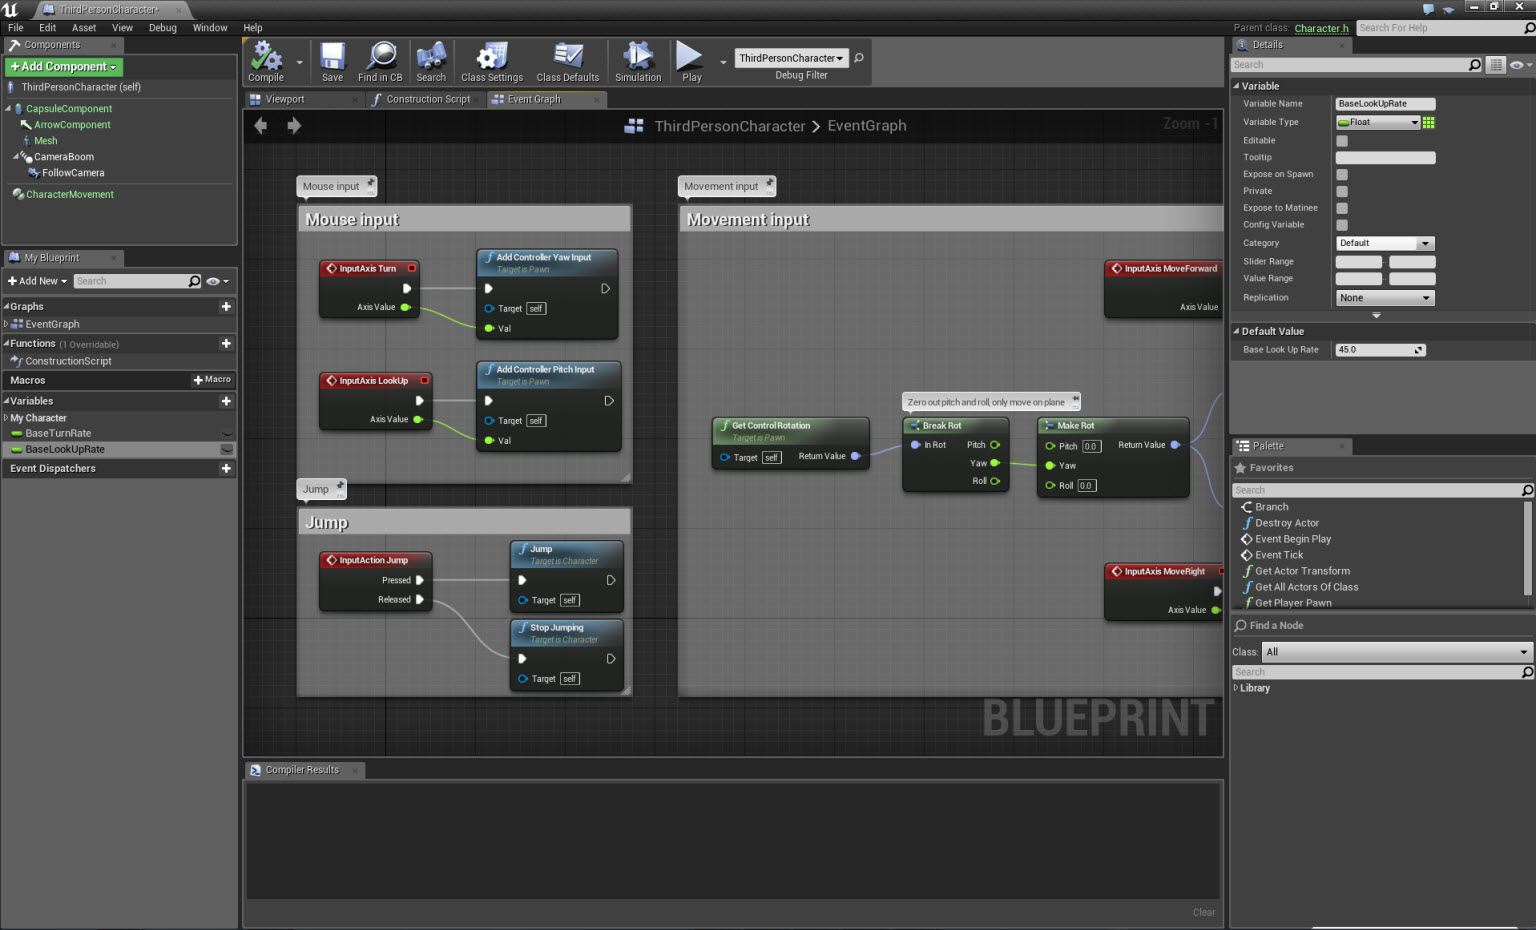 ThirdPersonCharacter*
File Edit Asset View Debug Window Help
Parent class: Character.h Search For Help
Components
+Add Component
ThirdPersonCharacter (self)
CapsuleComponent
ArrowComponent
Mesh
CameraBoom
FollowCamera
CharacterMovement
My Blueprint
Add New Search
Graphs
EventGraph
Functions (1 Overridable)
ConstructionScript
Macros Macro
Variables
My Character
BaseTurnRate
BaseLookUpRate
Event Dispatchers
Compile Save Find in CB Search Class Settings Class Defaults Simulation Play
ThirdPersonCharacter
Debug Filter
Viewport Construction Script Event Graph
ThirdPersonCharacter > EventGraph
Zoom -1
Mouse input
Mouse input
InputAxis Turn
Axis Value
Add Controller Yaw Input
Target is Pawn
Target self
Val
InputAxis LookUp
Axis Value
Add Controller Pitch Input
Target is Pawn
Target self
Val
Jump
Jump
InputAction Jump
Pressed
Released
Jump
Target is Character
Target self
Stop Jumping
Target is Character
Target self
Movement input
Movement input
InputAxis MoveForward
Axis Value
Zero out pitch and roll, only move on plane
Get Control Rotation
Target is Pawn
Target self Return Value
Break Rot
In Rot Pitch
Yaw
Roll
Make Rot
Pitch 0.0 Return Value
Yaw
Roll 0.0
InputAxis MoveRight
Axis Value
BLUEPRINT
Compiler Results
Clear
Details
Search
Variable
Variable Name BaseLookUpRate
Variable Type Float
Editable
Tooltip
Expose on Spawn
Private
Expose to Matinee
Config Variable
Category Default
Slider Range
Value Range
Replication None
Default Value
Base Look Up Rate 45.0
Palette
Favorites
Search
Branch
Destroy Actor
Event Begin Play
Event Tick
Get Actor Transform
Get All Actors Of Class
Get Player Pawn
Find a Node
Class: All
Search
Library